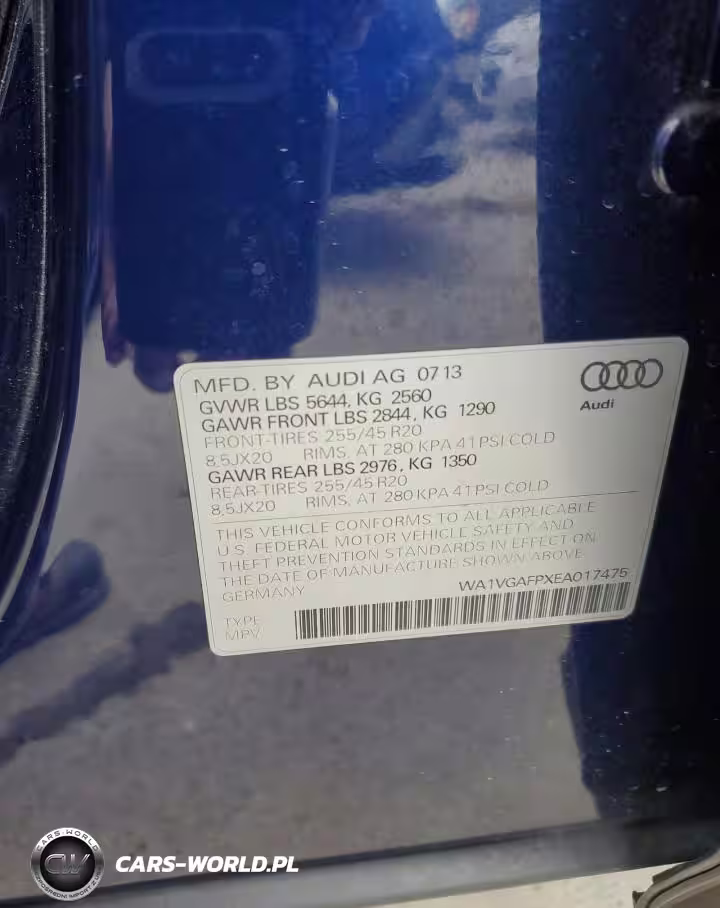 MFD. BY AUDI AG 0713
GVWR LBS 5644, KG 2560
GAWR FRONT LBS 2844, KG 1290
FRONT-TIRES 255/45 R20
8,5JX20 RIMS, AT 280 KPA 41 PSI COLD
GAWR REAR LBS 2976, KG 1350
REAR-TIRES 255/45 R20
8,5JX20 RIMS, AT 280 KPA 41 PSI COLD
Audi
THIS VEHICLE CONFORMS TO ALL APPLICABLE
U.S. FEDERAL MOTOR VEHICLE SAFETY AND
THEFT PREVENTION STANDARDS IN EFFECT ON
THE DATE OF MANUFACTURE SHOWN ABOVE
GERMANY WA1VGAFPXEA017475
TYPE
MPV
CARS-WORLD
CW
CARS-WORLD.PL